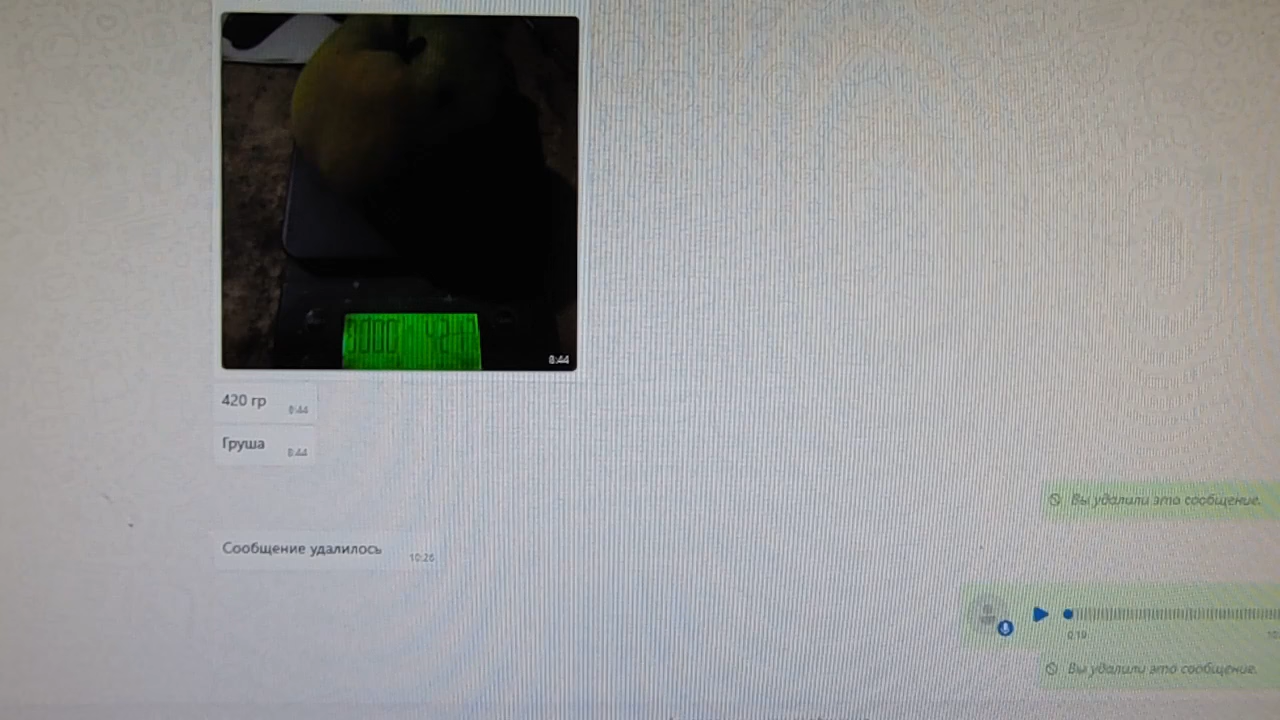 8:44
420 гр
8:44
Груша
8:44
Вы удалили это сообщение.
Сообщение удалилось
10:26
0:19
Вы удалили это сообщение.